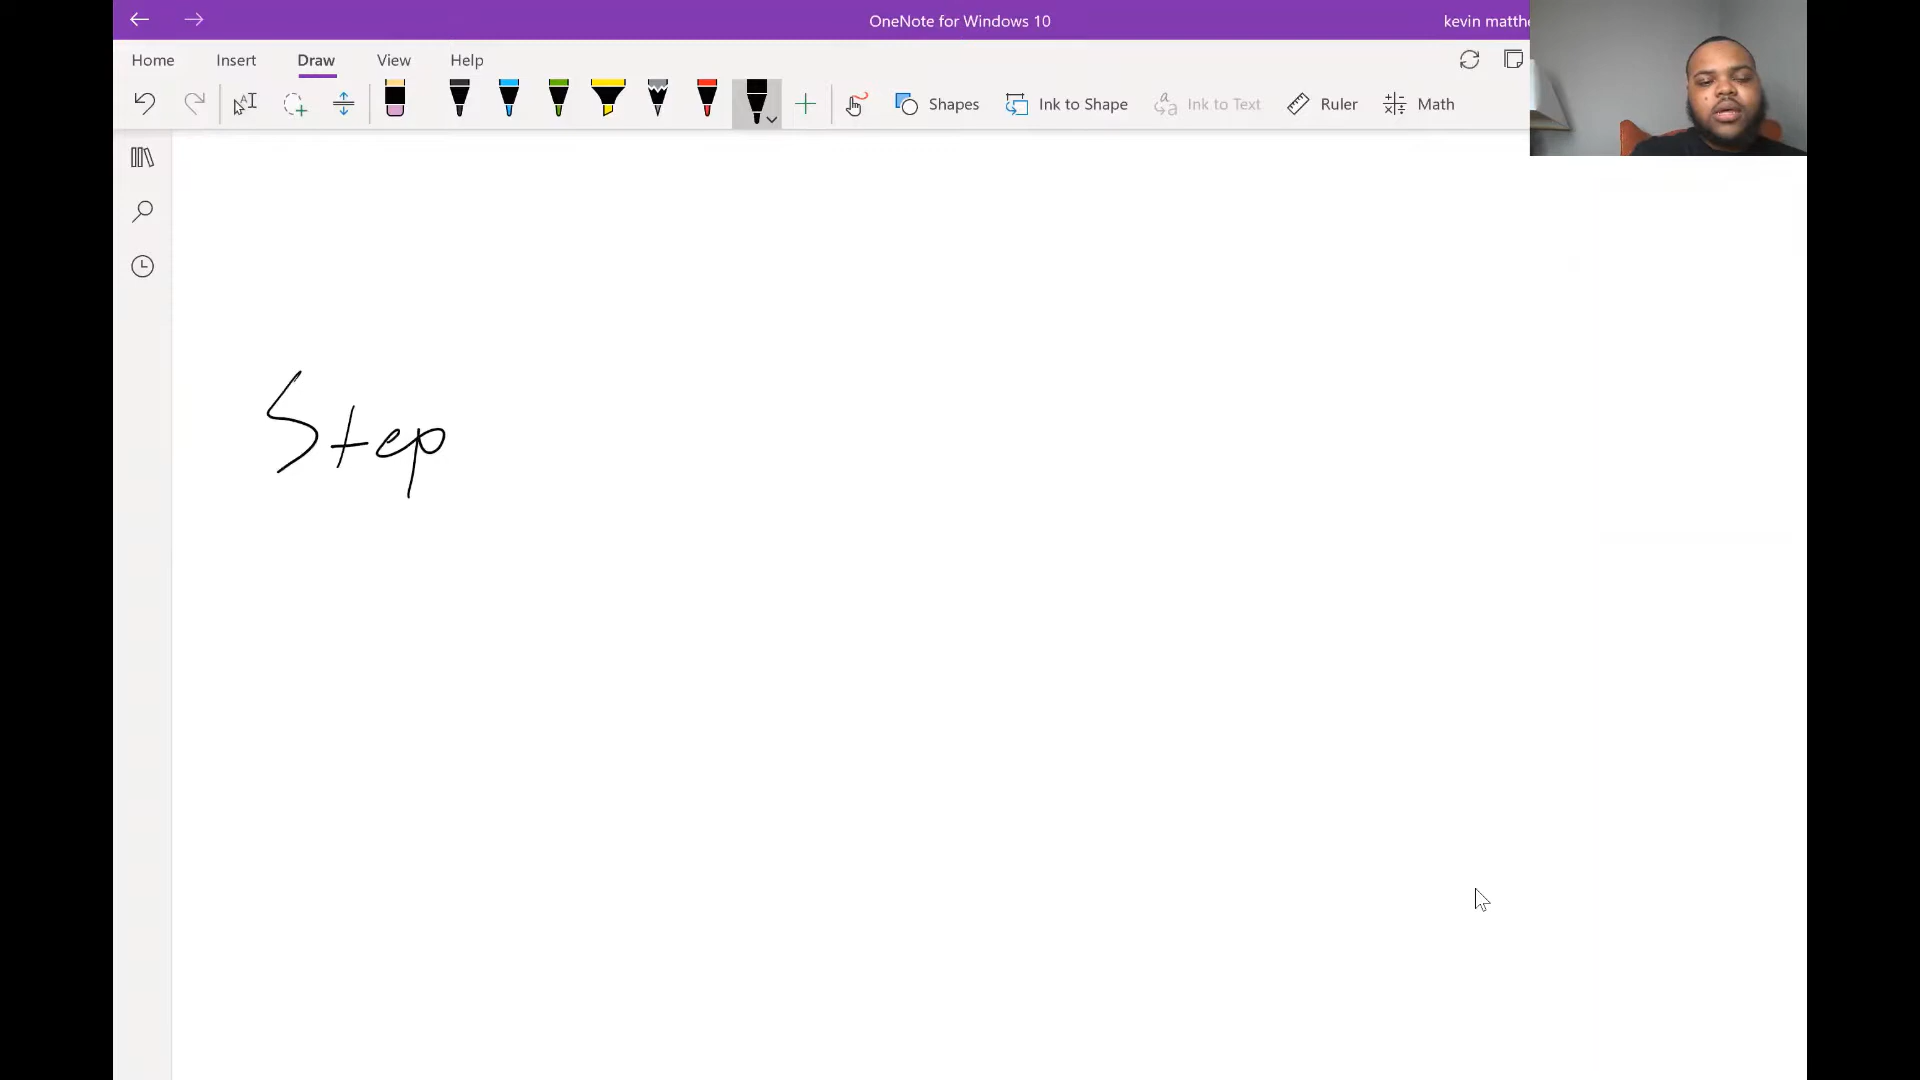 OneNote for Windows 10
kevin matthe
Home Insert Draw View Help
Shapes Ink to Shape Ink to Text Ruler Math
Step